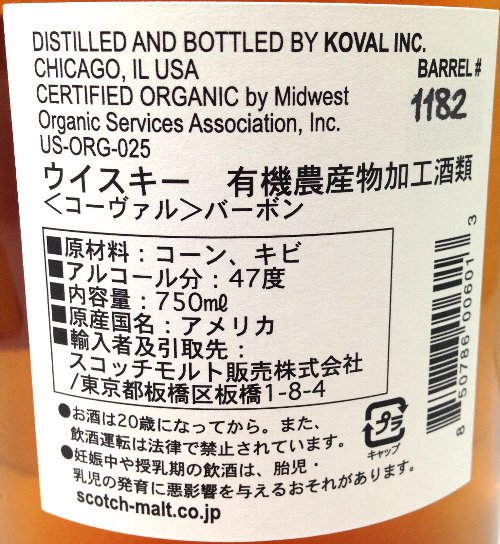 DISTILLED AND BOTTLED BY KOVAL INC.
CHICAGO, IL USA
BARREL#
CERTIFIED ORGANIC by Midwest
1182
Organic Services Association, Inc.
US-ORG-025
ウイスキー 有機農産物加工酒類
<コーヴァル>バーボン
■原材料:コーン、キビ
■アルコール分:47度
■内容量:750㎖
■原産国名:アメリカ
■輸入者及引取先:
スコッチモルト販売株式会社
/東京都板橋区板橋1-8-4
●お酒は20歳になってから。また、
飲酒運転は法律で禁止しています。
●妊娠中や授乳期の飲酒は、胎児・
乳児の発育に悪影響を与えるおそれがあります。
scotch-malt.co.jp
プラ
キャップ
8 50786 00601 3